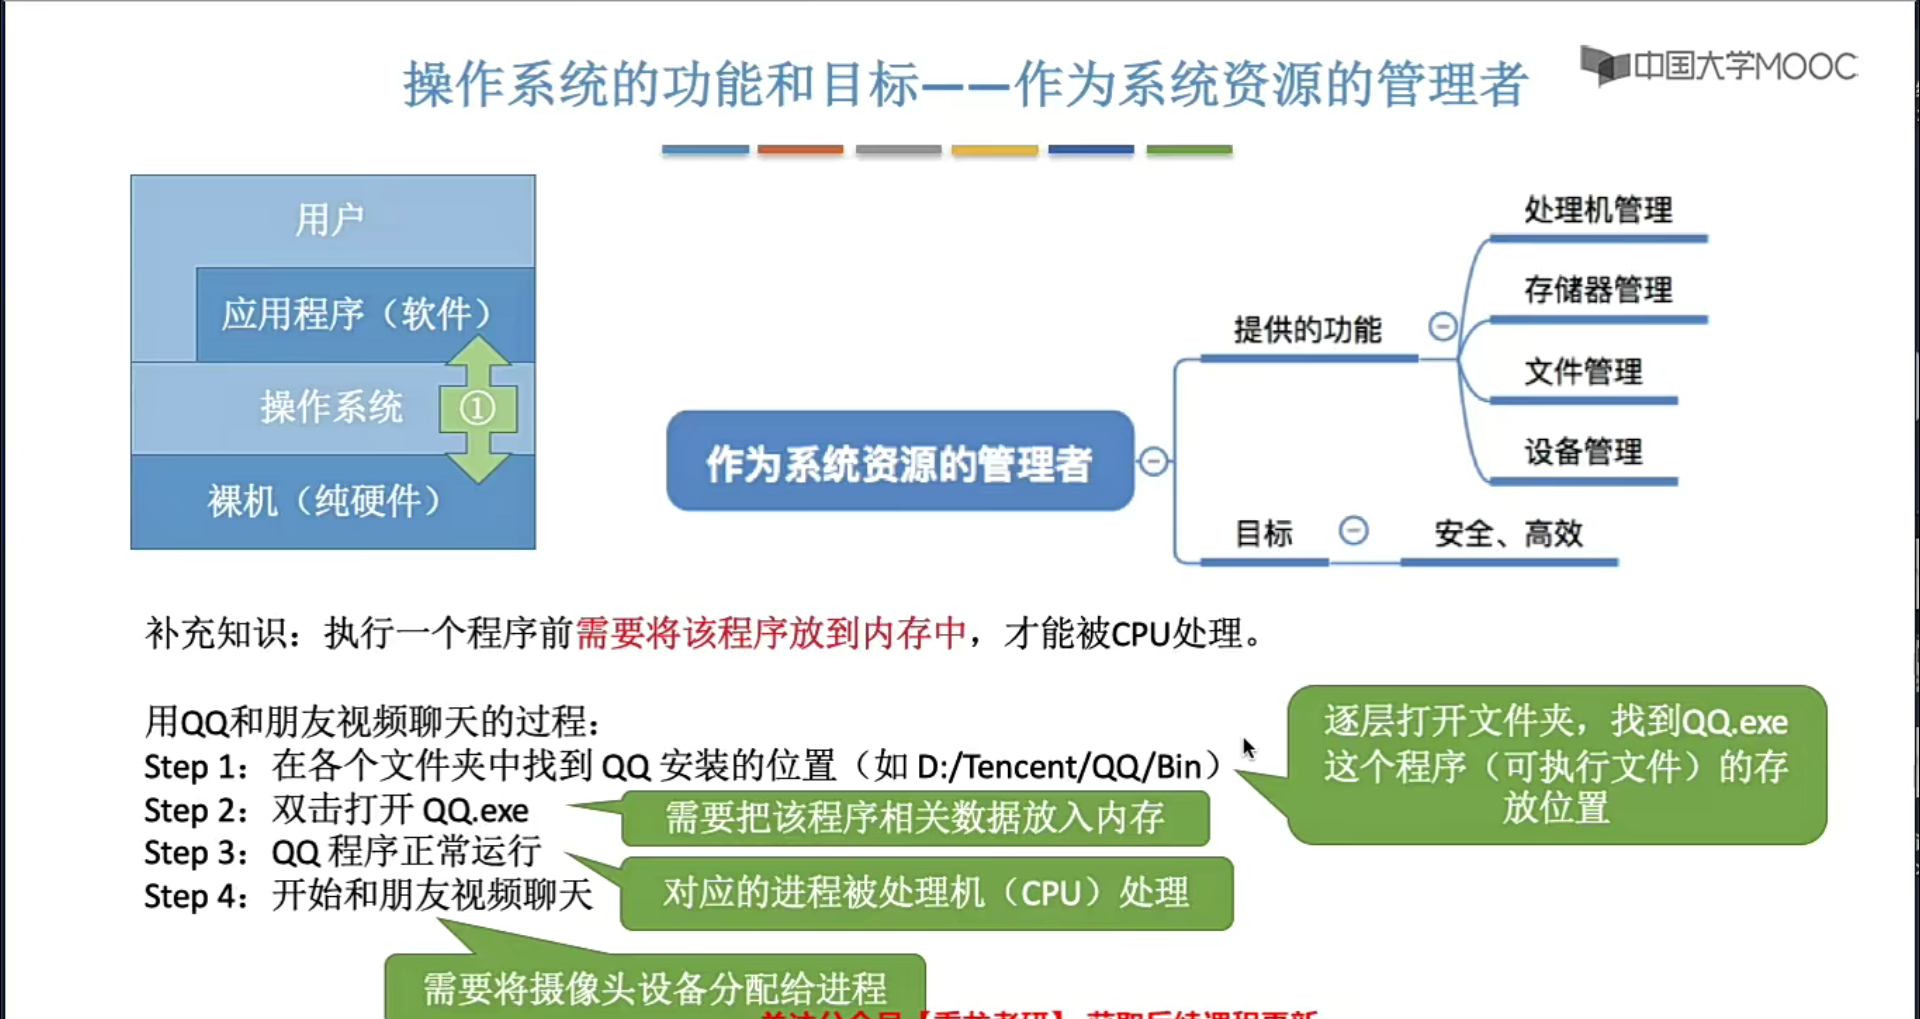 操作系统的功能和目标——作为系统资源的管理者
中国大学MOOC
用户
应用程序（软件）
操作系统
①
裸机（纯硬件）
作为系统资源的管理者
提供的功能
处理机管理
存储器管理
文件管理
设备管理
目标
安全、高效
补充知识：执行一个程序前需要将该程序放到内存中，才能被CPU处理。
用QQ和朋友视频聊天的过程：
Step 1：在各个文件夹中找到 QQ 安装的位置（如 D:/Tencent/QQ/Bin）
逐层打开文件夹，找到QQ.exe
这个程序（可执行文件）的存
放位置
Step 2：双击打开 QQ.exe
需要把该程序相关数据放入内存
Step 3：QQ 程序正常运行
对应的进程被处理机（CPU）处理
Step 4：开始和朋友视频聊天
需要将摄像头设备分配给进程